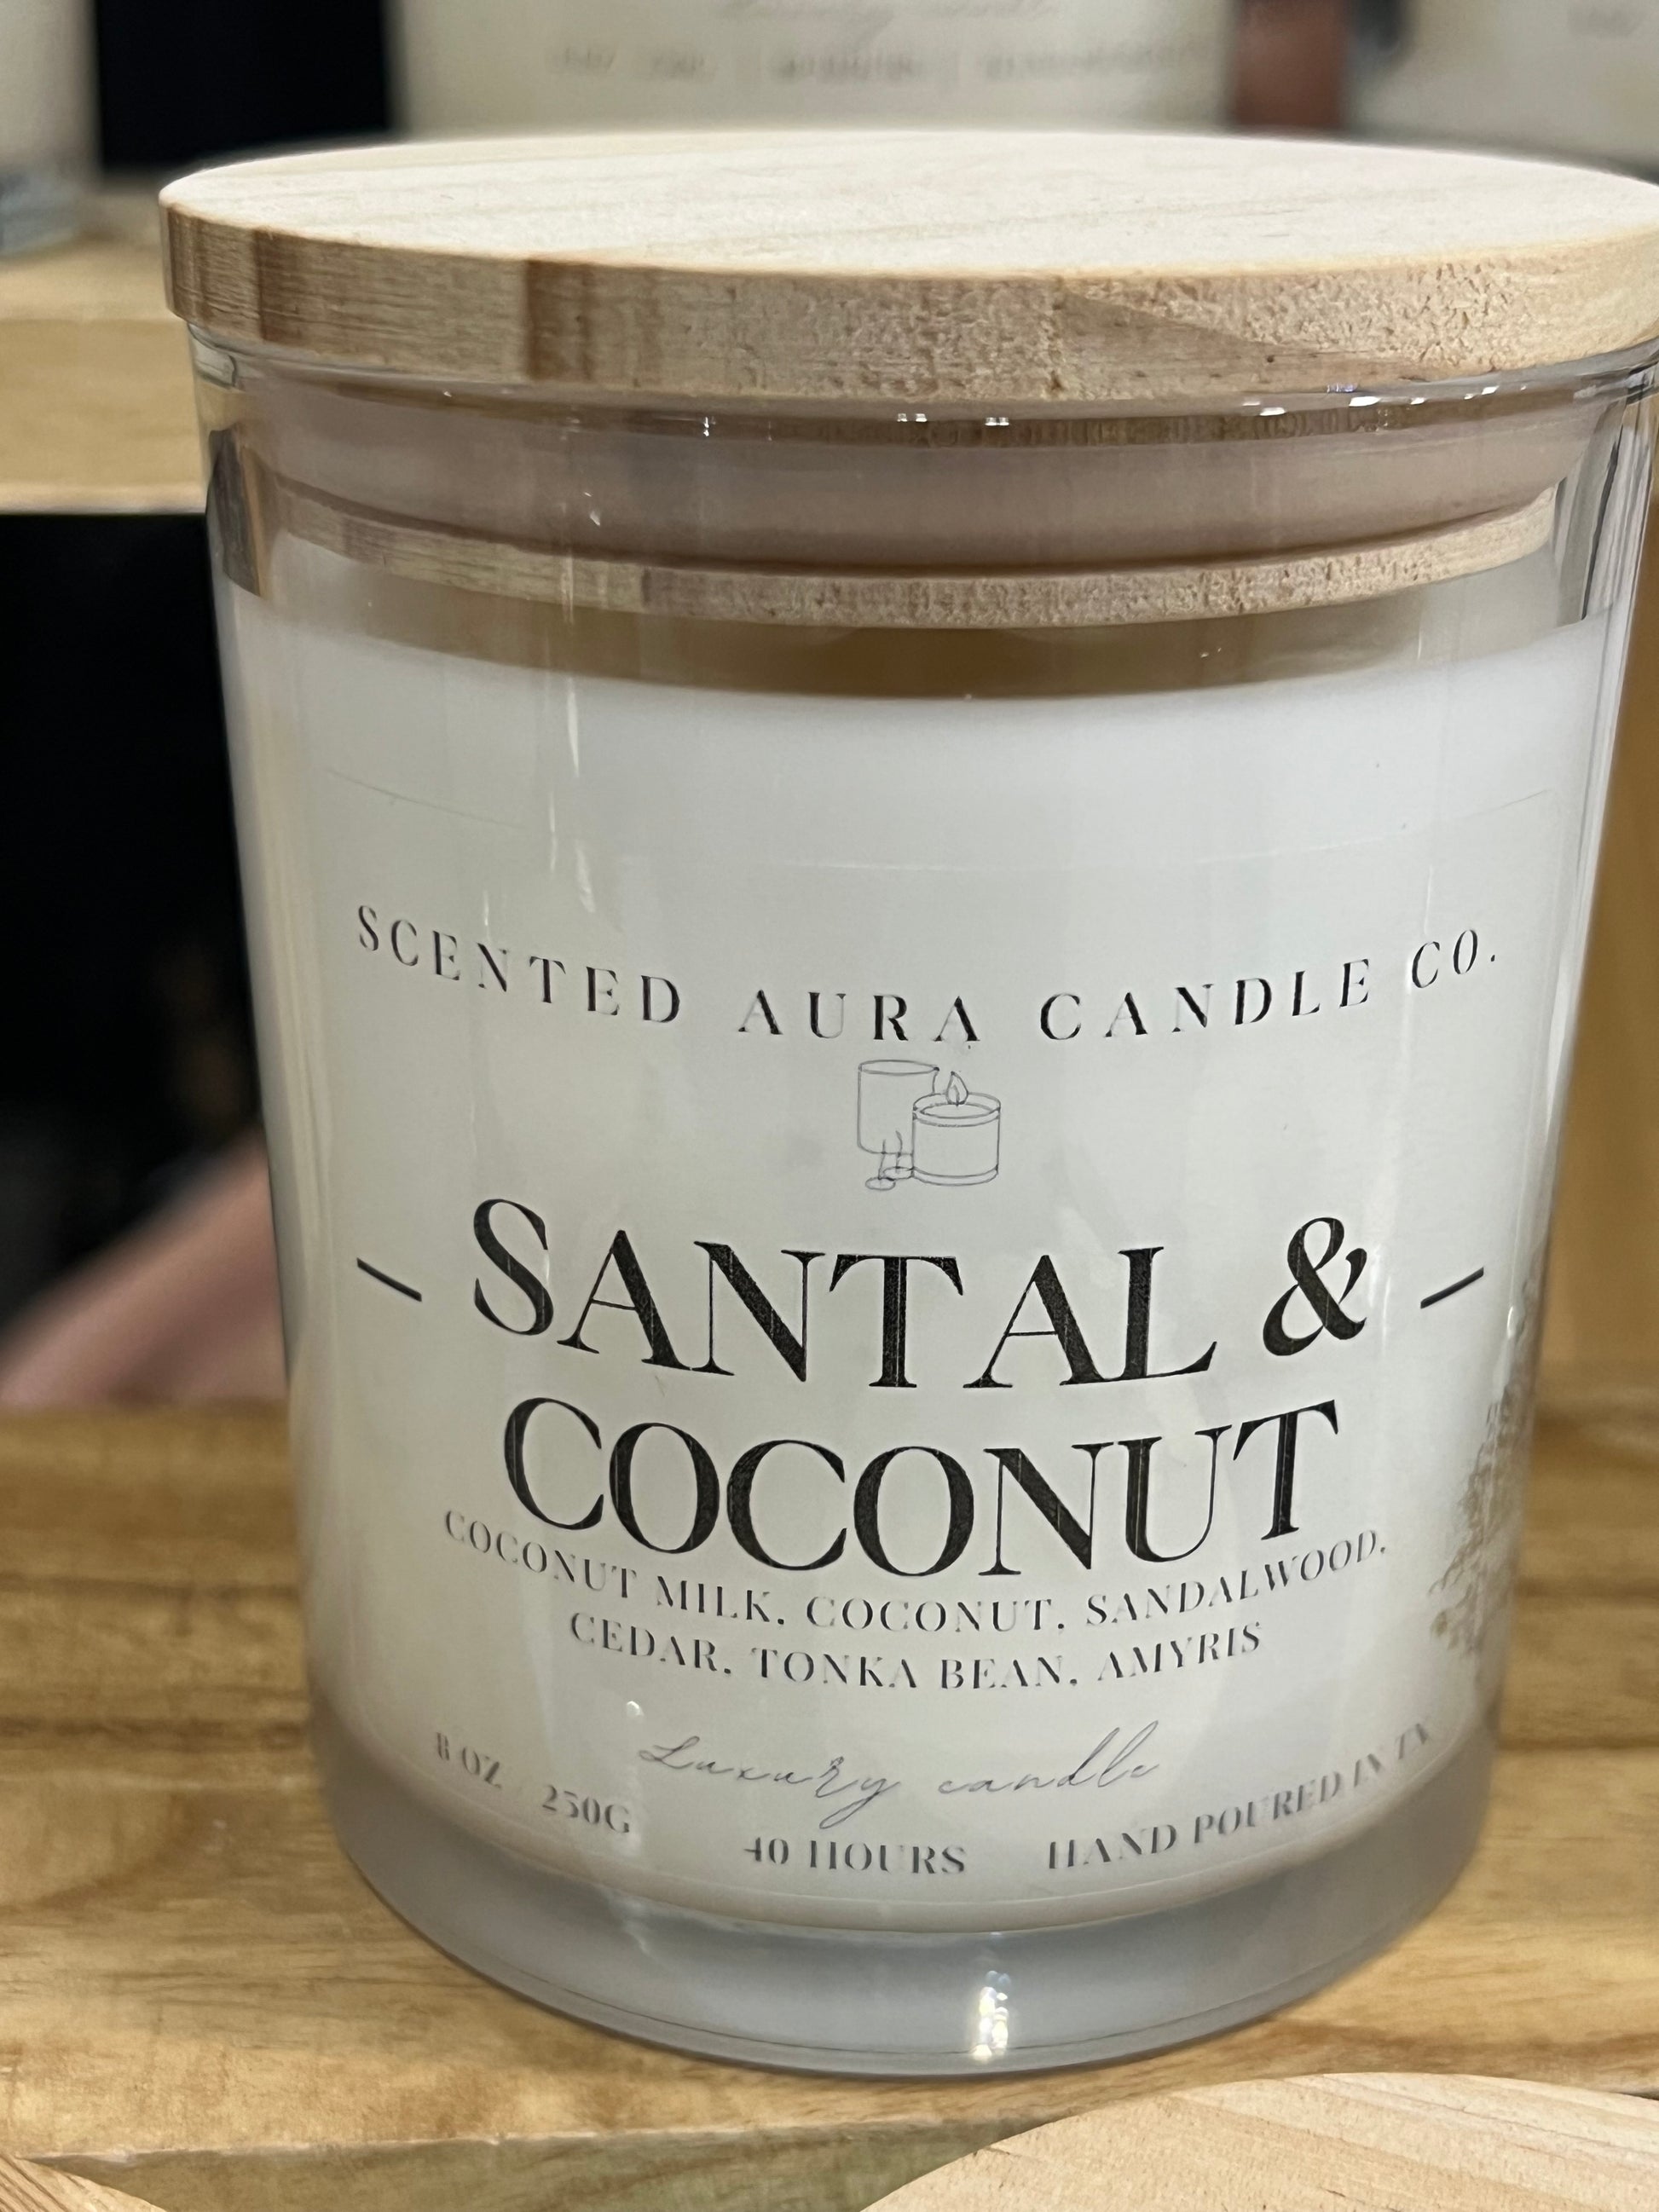 SCENTED AURA CANDLE CO.
- SANTAL & -
COCONUT
COCONUT MILK, COCONUT, SANDALWOOD,
CEDAR, TONKA BEAN, AMYRIS
Luxury candle
8 OZ 250G 40 HOURS HAND POURED IN TX